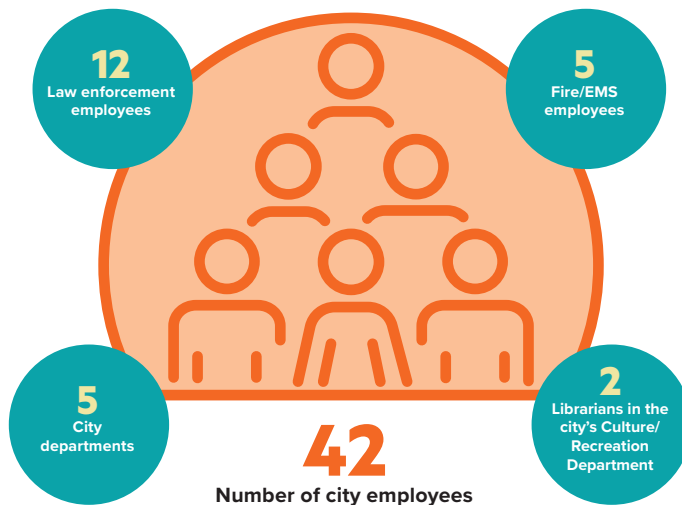 12
Law enforcement
employees
5
Fire/EMS
employees
5
City
departments
2
Librarians in the
city's Culture/
Recreation
Department
42
Number of city employees